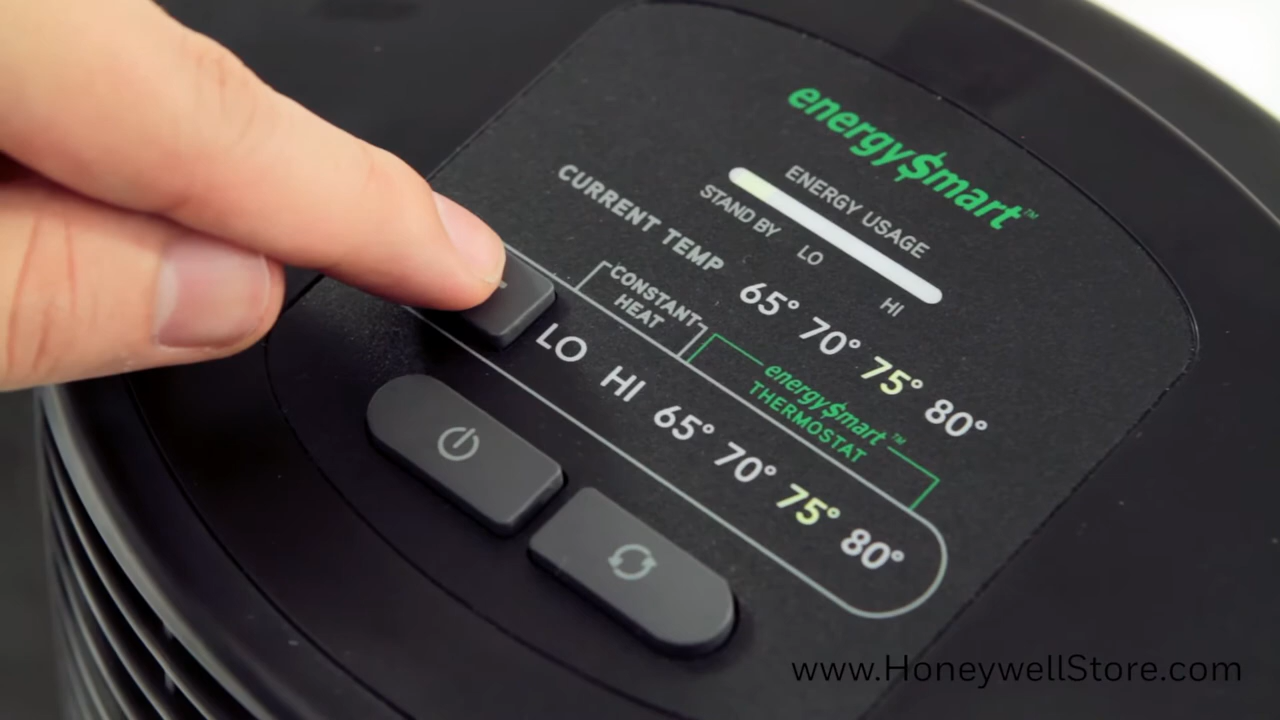 energy$mart™
ENERGY USAGE
STAND BY LO HI
CURRENT TEMP 65° 70° 75° 80°
CONSTANT
HEAT
energy$mart™
THERMOSTAT
LO HI 65° 70° 75° 80°
www.HoneywellStore.com